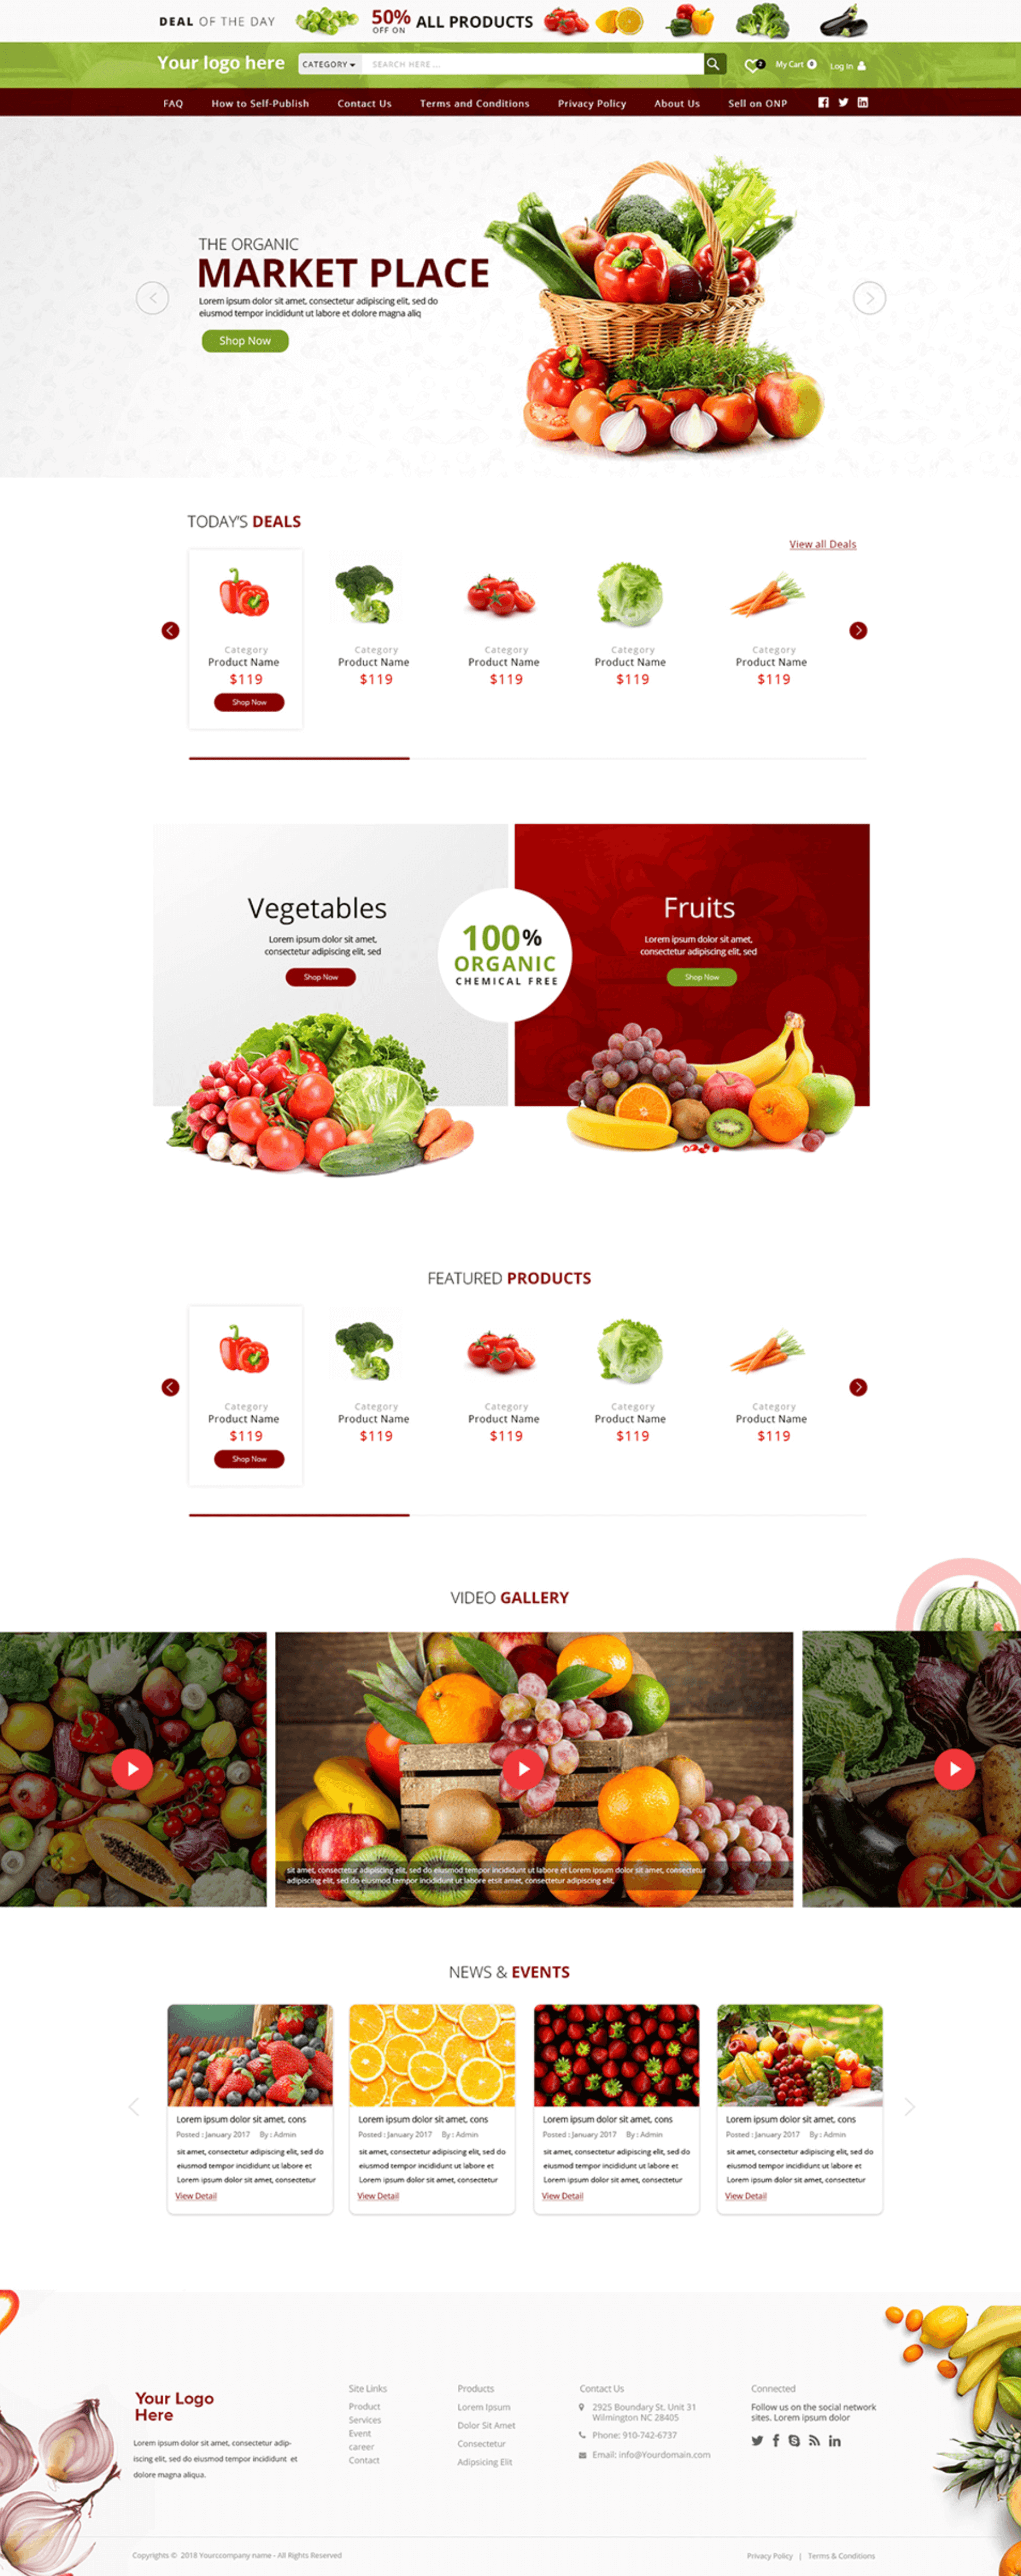 DEAL OF THE DAY
50%
OFF ON
ALL PRODUCTS
Your logo here
CATEGORY
SEARCH HERE ...
2
My Cart 0
Log In
FAQ
How to Self-Publish
Contact Us
Terms and Conditions
Privacy Policy
About Us
Sell on ONP
THE ORGANIC
MARKET PLACE
Lorem ipsum dolor sit amet, consectetur adipiscing elit, sed do
eiusmod tempor incididunt ut labore et dolore magna aliq
Shop Now
TODAY'S DEALS
View all Deals
Category
Product Name
$119
Shop Now
Category
Product Name
$119
Category
Product Name
$119
Category
Product Name
$119
Category
Product Name
$119
Vegetables
Lorem ipsum dolor sit amet,
consectetur adipiscing elit, sed
Shop Now
100%
ORGANIC
CHEMICAL FREE
Fruits
Lorem ipsum dolor sit amet,
consectetur adipiscing elit, sed
Shop Now
FEATURED PRODUCTS
Category
Product Name
$119
Shop Now
Category
Product Name
$119
Category
Product Name
$119
Category
Product Name
$119
Category
Product Name
$119
VIDEO GALLERY
sit amet, consectetur adipiscing elit, sed do eiusmod tempor incididunt ut labore et Lorem ipsum dolor sit amet, consectetur
adipiscing elit, sed do eiusmod tempor incididunt ut labore etsit amet, consectetur adipiscing elit,
NEWS & EVENTS
Lorem ipsum dolor sit amet, cons
Posted : January 2017 By : Admin
sit amet, consectetur adipiscing elit, sed do
eiusmod tempor incididunt ut labore et
Lorem ipsum dolor sit amet, consectetur
View Detail
Lorem ipsum dolor sit amet, cons
Posted : January 2017 By : Admin
sit amet, consectetur adipiscing elit, sed do
eiusmod tempor incididunt ut labore et
Lorem ipsum dolor sit amet, consectetur
View Detail
Lorem ipsum dolor sit amet, cons
Posted : January 2017 By : Admin
sit amet, consectetur adipiscing elit, sed do
eiusmod tempor incididunt ut labore et
Lorem ipsum dolor sit amet, consectetur
View Detail
Lorem ipsum dolor sit amet, cons
Posted : January 2017 By : Admin
sit amet, consectetur adipiscing elit, sed do
eiusmod tempor incididunt ut labore et
Lorem ipsum dolor sit amet, consectetur
View Detail
Your Logo
Here
Lorem ipsum dolor sit amet, consectetur adip-
iscing elit, sed do eiusmod tempor incididunt et
dolore magna aliqua.
Site Links
Product
Services
Event
career
Contact
Products
Lorem Ipsum
Dolor Sit Amet
Consectetur
Adipsicing Elit
Contact Us
2925 Boundary St. Unit 31
Wilmington NC 28405
Phone: 910-742-6737
Email: info@Yourdomain.com
Connected
Follow us on the social network
sites. Lorem ipsum dolor
Copyrights © 2018 Yourccompany name - All Rights Reserved
Privacy Policy | Terms & Conditions